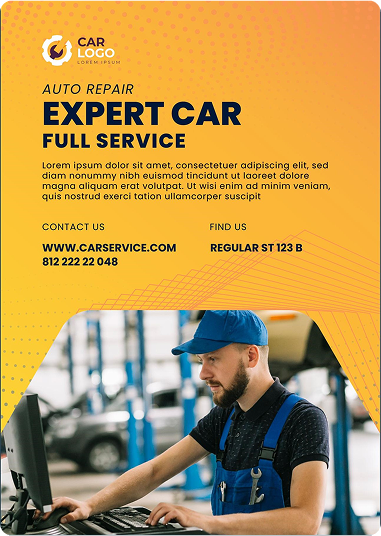 CAR
LOGO
LOREM IPSUM
AUTO REPAIR
EXPERT CAR
FULL SERVICE
Lorem ipsum dolor sit amet, consectetuer adipiscing elit, sed
diam nonummy nibh euismod tincidunt ut laoreet dolore
magna aliquam erat volutpat. Ut wisi enim ad minim veniam,
quis nostrud exerci tation ullamcorper suscipit
CONTACT US
WWW.CARSERVICE.COM
812 222 22 048
FIND US
REGULAR ST 123 B